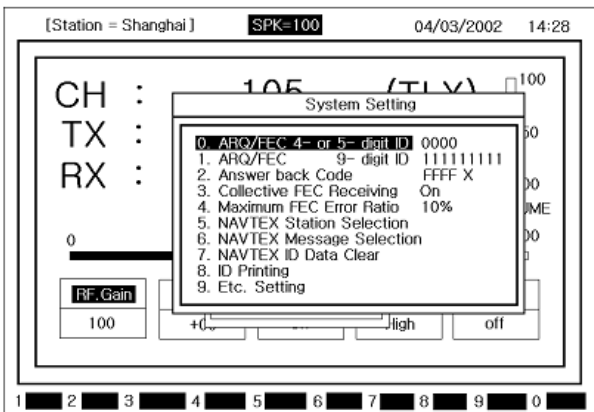 [Station = Shanghai] SPK=100 04/03/2002 14:28
CH : 105 (TLX) 100
TX :
RX :
System Setting
0. ARQ/FEC 4- or 5- digit ID 0000
1. ARQ/FEC 9- digit ID 111111111
2. Answer back Code FFFF X
3. Collective FEC Receiving On
4. Maximum FEC Error Ratio 10%
5. NAVTEX Station Selection
6. NAVTEX Message Selection
7. NAVTEX ID Data Clear
8. ID Printing
9. Etc. Setting
0
RF.Gain
100 High off
1 2 3 4 5 6 7 8 9 0